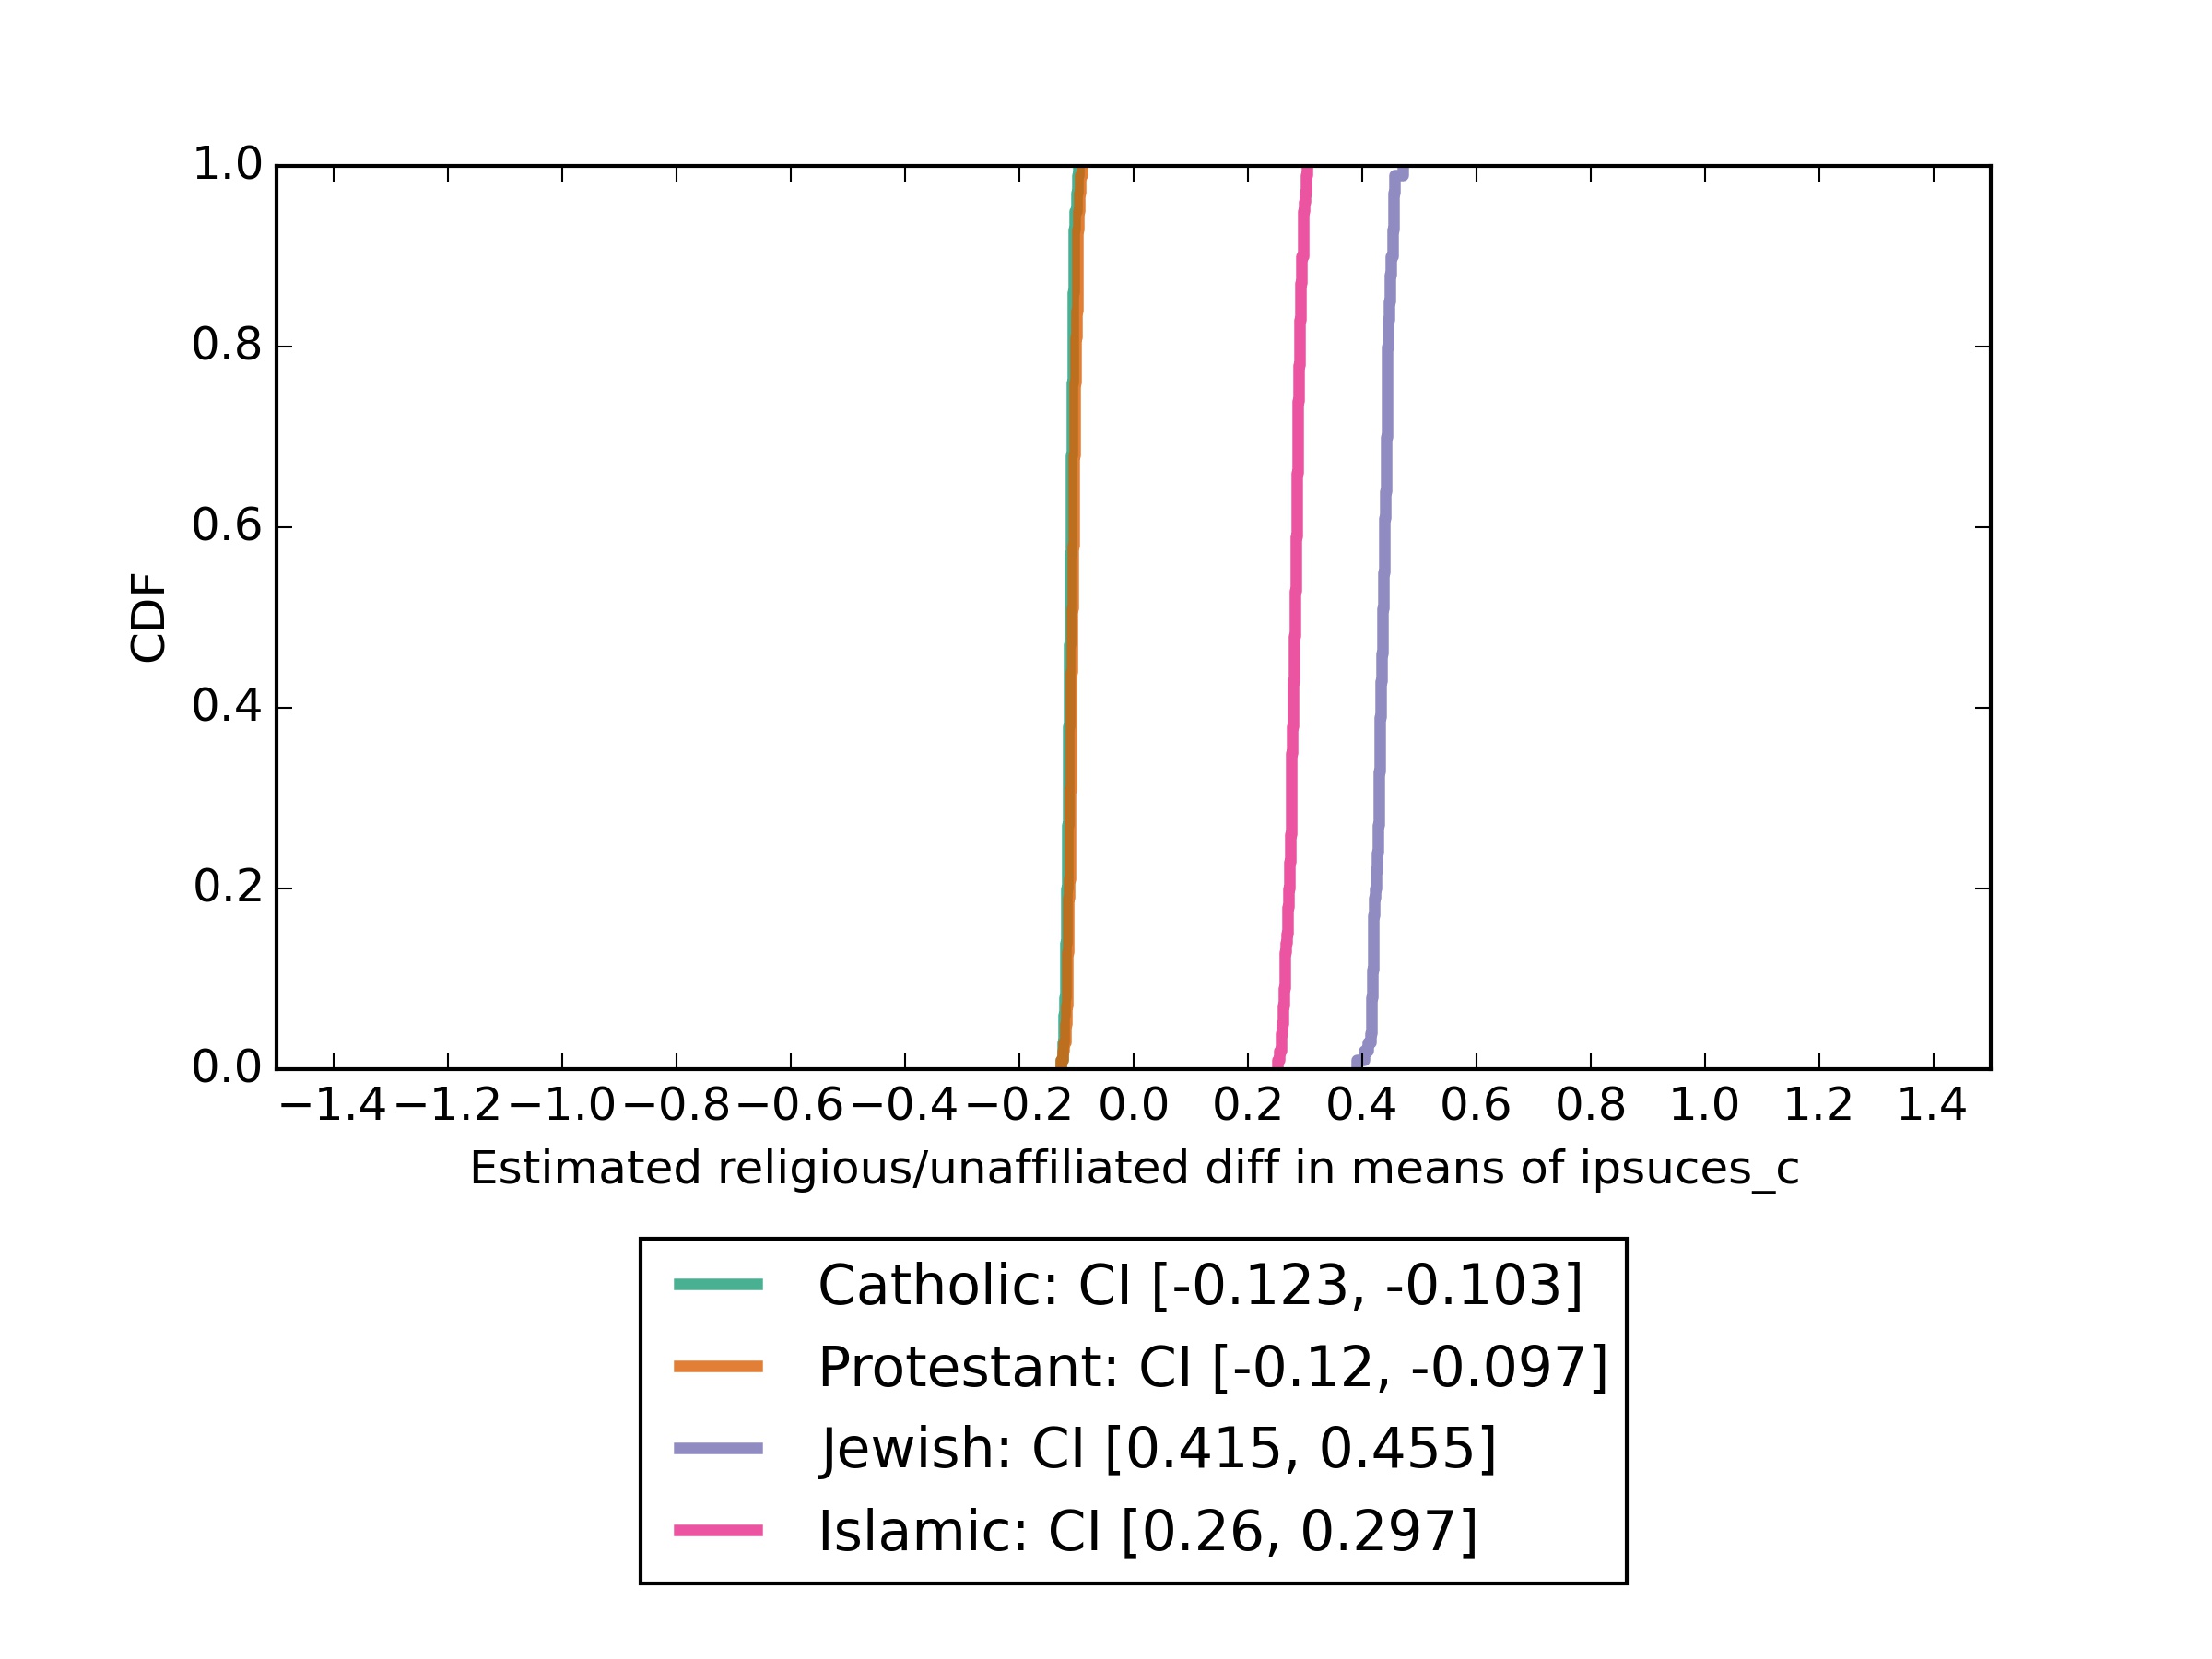 1.0
0.8
0.6
0.4
0.2
0.0
CDF
−1.4 −1.2 −1.0 −0.8 −0.6 −0.4 −0.2 0.0 0.2 0.4 0.6 0.8 1.0 1.2 1.4
Estimated religious/unaffiliated diff in means of ipsuces_c
Catholic: CI [-0.123, -0.103]
Protestant: CI [-0.12, -0.097]
Jewish: CI [0.415, 0.455]
Islamic: CI [0.26, 0.297]